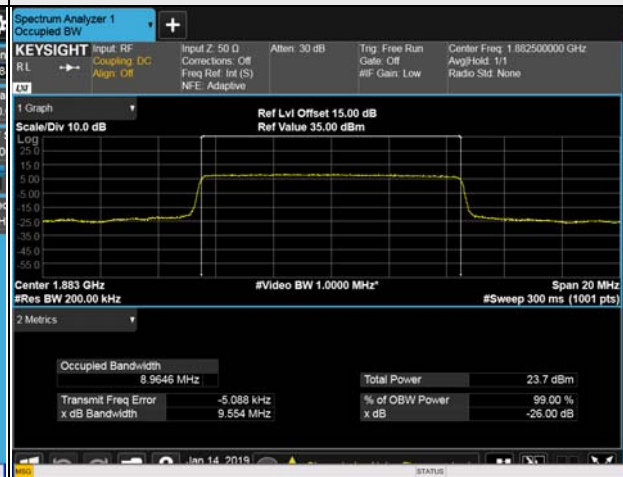 Spectrum Analyzer 1
Occupied BW
+
KEYSIGHT
RL
Input: RF
Coupling: DC
Align: Off
Input Z: 50 Ω
Corrections: Off
Freq Ref: Int (S)
NFE: Adaptive
Atten: 30 dB
Trig: Free Run
Gate: Off
#IF Gain: Low
Center Freq: 1.882500000 GHz
Avg|Hold: 1/1
Radio Std: None
LXI
1 Graph
Scale/Div 10.0 dB
Ref Lvl Offset 15.00 dB
Ref Value 35.00 dBm
Log
25.0
15.0
5.00
-5.00
-15.0
-25.0
-35.0
-45.0
-55.0
Center 1.883 GHz
#Video BW 1.0000 MHz*
Span 20 MHz
#Res BW 200.00 kHz
#Sweep 300 ms (1001 pts)
2 Metrics
Occupied Bandwidth
8.9646 MHz
Total Power 23.7 dBm
Transmit Freq Error -5.088 kHz
% of OBW Power 99.00 %
x dB Bandwidth 9.554 MHz
x dB -26.00 dB
Jan 14, 2019
MSG
STATUS